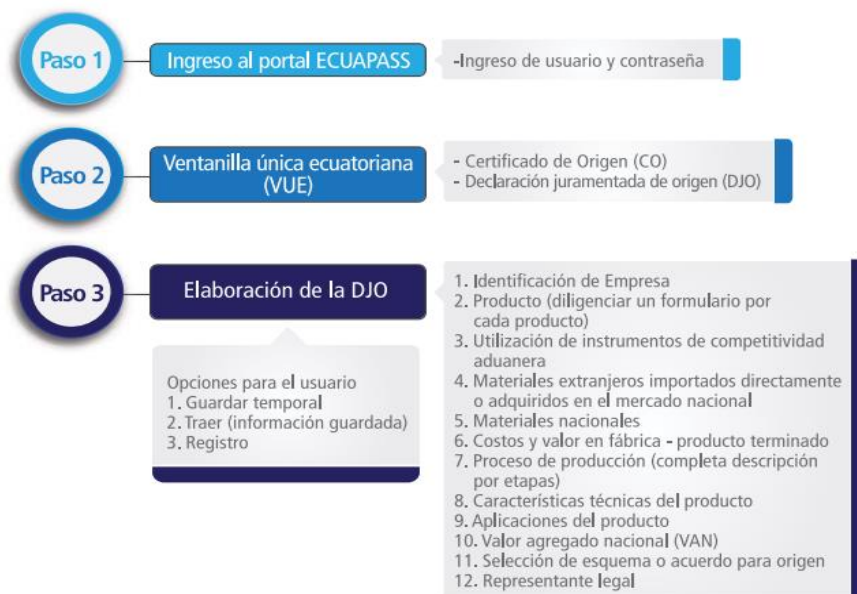 Paso 1
Ingreso al portal ECUAPASS
-Ingreso de usuario y contraseña
Paso 2
Ventanilla única ecuatoriana
(VUE)
- Certificado de Origen (CO)
- Declaración juramentada de origen (DJO)
Paso 3
Elaboración de la DJO
Opciones para el usuario
1. Guardar temporal
2. Traer (información guardada)
3. Registro
1. Identificación de Empresa
2. Producto (diligenciar un formulario por
cada producto)
3. Utilización de instrumentos de competitividad
aduanera
4. Materiales extranjeros importados directamente
o adquiridos en el mercado nacional
5. Materiales nacionales
6. Costos y valor en fábrica - producto terminado
7. Proceso de producción (completa descripción
por etapas)
8. Características técnicas del producto
9. Aplicaciones del producto
10. Valor agregado nacional (VAN)
11. Selección de esquema o acuerdo para origen
12. Representante legal